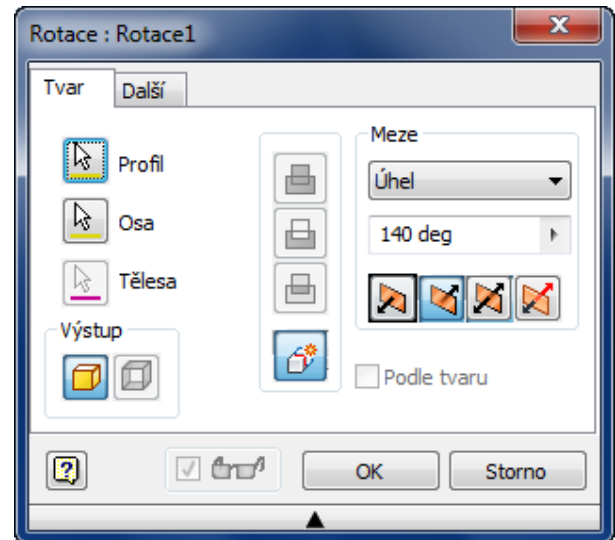 Rotace : Rotace1
Tvar
Další
Profil
Osa
Tělesa
Výstup
Meze
Úhel
140 deg
Podle tvaru
OK
Storno